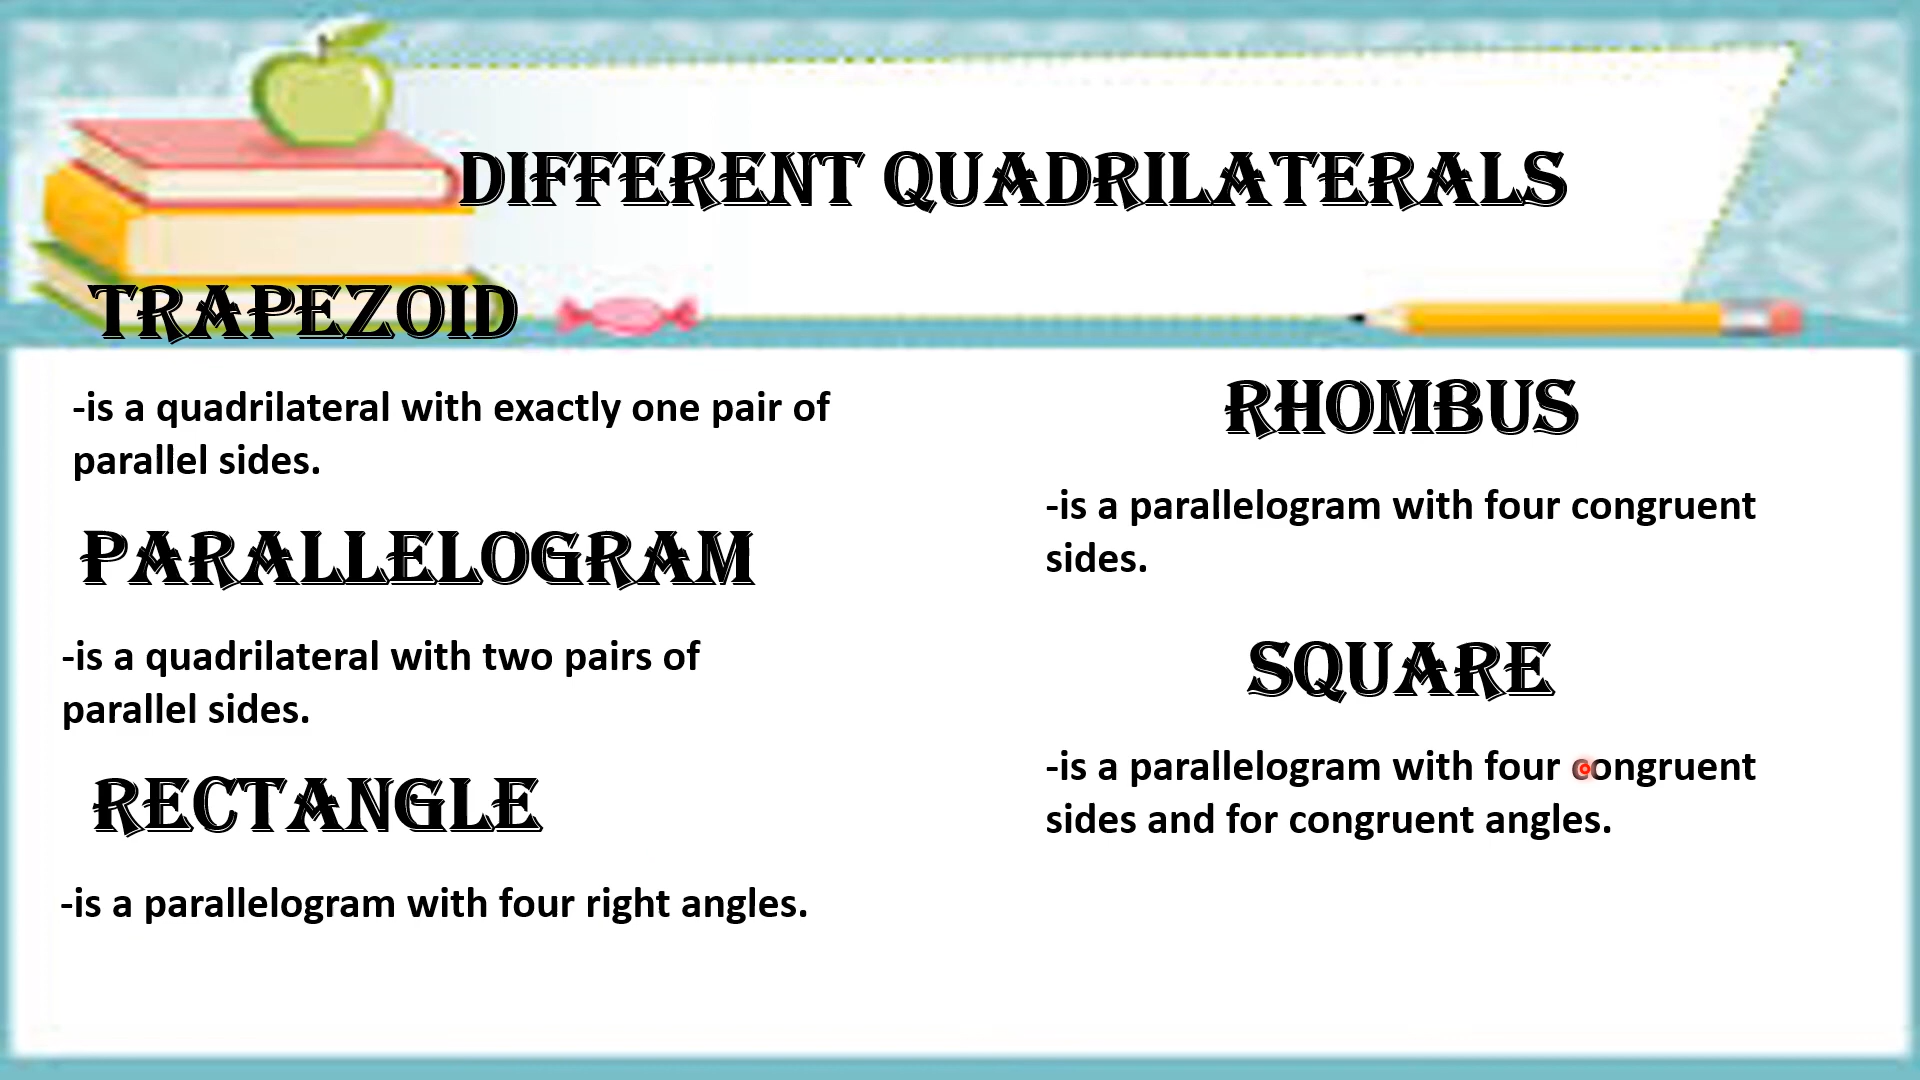 DIFFERENT QUADRILATERALS
TRAPEZOID
-is a quadrilateral with exactly one pair of
parallel sides.
PARALLELOGRAM
-is a quadrilateral with two pairs of
parallel sides.
RECTANGLE
-is a parallelogram with four right angles.
RHOMBUS
-is a parallelogram with four congruent
sides.
SQUARE
-is a parallelogram with four congruent
sides and for congruent angles.